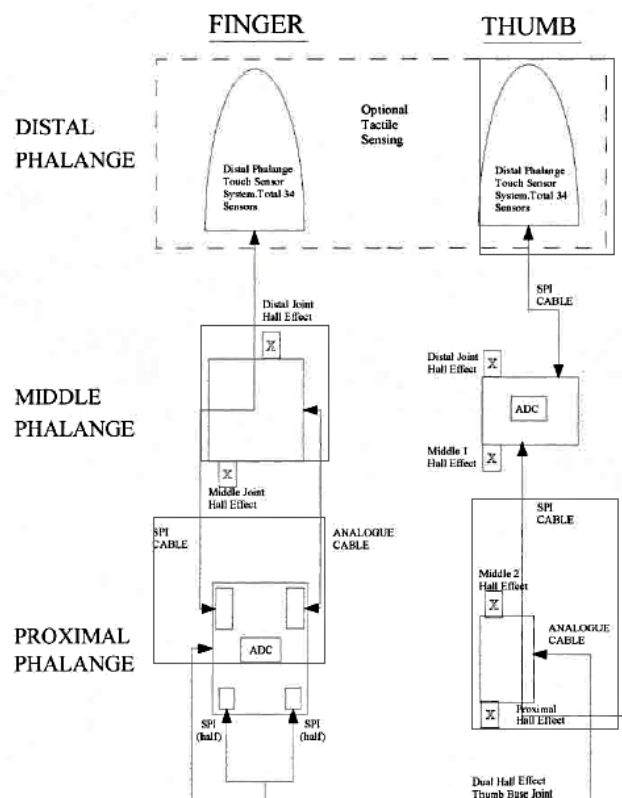 FINGER
THUMB
DISTAL
PHALANGE
Optional
Tactile
Sensing
Distal Phalange
Touch Sensor
System.Total 34
Sensors
Distal Phalange
Touch Sensor
System.Total 34
Sensors
SPI
CABLE
Distal Joint
Hall Effect
X
MIDDLE
PHALANGE
Distal Joint
Hall Effect
X
ADC
Middle 1
Hall Effect
X
X
Middle Joint
Hall Effect
SPI
CABLE
ANALOGUE
CABLE
SPI
CABLE
PROXIMAL
PHALANGE
ADC
Middle 2
Hall Effect
X
ANALOGUE
CABLE
SPI
(half)
SPI
(half)
X
Proximal
Hall Effect
Dual Hall Effect
Thumb Base Joint